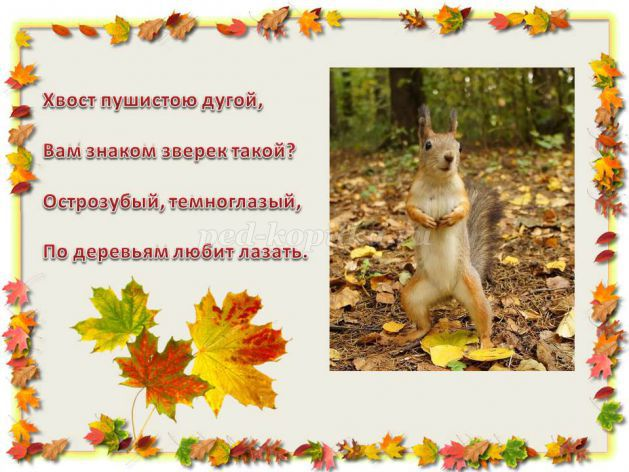 Хвост пушистою дугой,
Вам знаком зверек такой?
Острозубый, темноглазый,
По деревьям любит лазать.